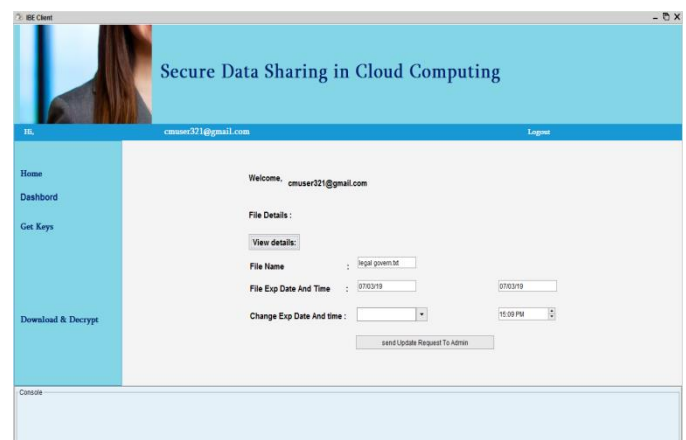 IBE Client
Secure Data Sharing in Cloud Computing
Hi, cmuser321@gmail.com Logout
Home
Dashbord
Get Keys
Download & Decrypt
Welcome, cmuser321@gmail.com
File Details :
View details:
File Name : legal govern.txt
File Exp Date And Time : 07/03/19 07/03/19
Change Exp Date And time : 15:09 PM
send Update Request To Admin
Console